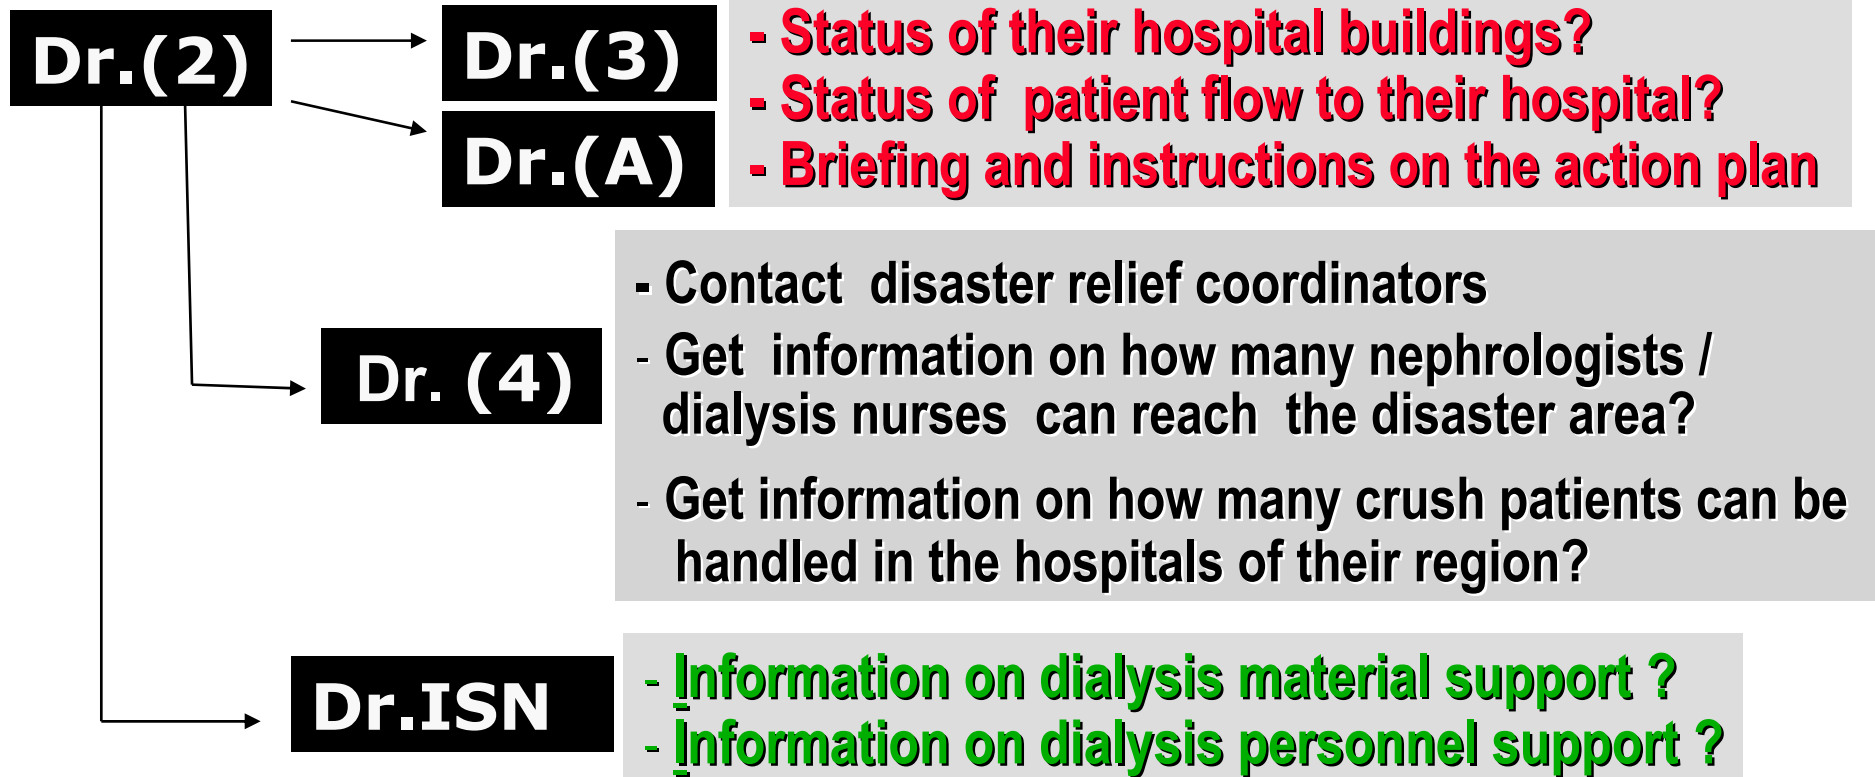 Dr.(2)
Dr.(3)
Dr.(A)
- Status of their hospital buildings?
- Status of patient flow to their hospital?
- Briefing and instructions on the action plan
Dr. (4)
- Contact disaster relief coordinators
- Get information on how many nephrologists /
dialysis nurses can reach the disaster area?
- Get information on how many crush patients can be
handled in the hospitals of their region?
Dr.ISN
- Information on dialysis material support ?
- Information on dialysis personnel support ?